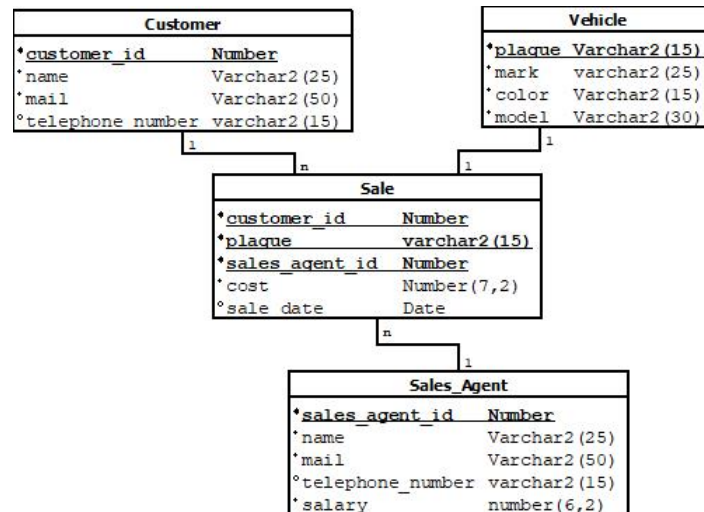 Customer
customer_id Number
name Varchar2(25)
mail Varchar2(50)
telephone number varchar2(15)
Vehicle
plaque Varchar2(15)
mark varchar2(25)
color Varchar2(15)
model Varchar2(30)
1
n
1
1
Sale
customer_id Number
plaque varchar2(15)
sales_agent_id Number
cost Number(7,2)
sale date Date
n
1
Sales_Agent
sales_agent_id Number
name Varchar2(25)
mail Varchar2(50)
telephone_number varchar2(15)
salary number(6,2)